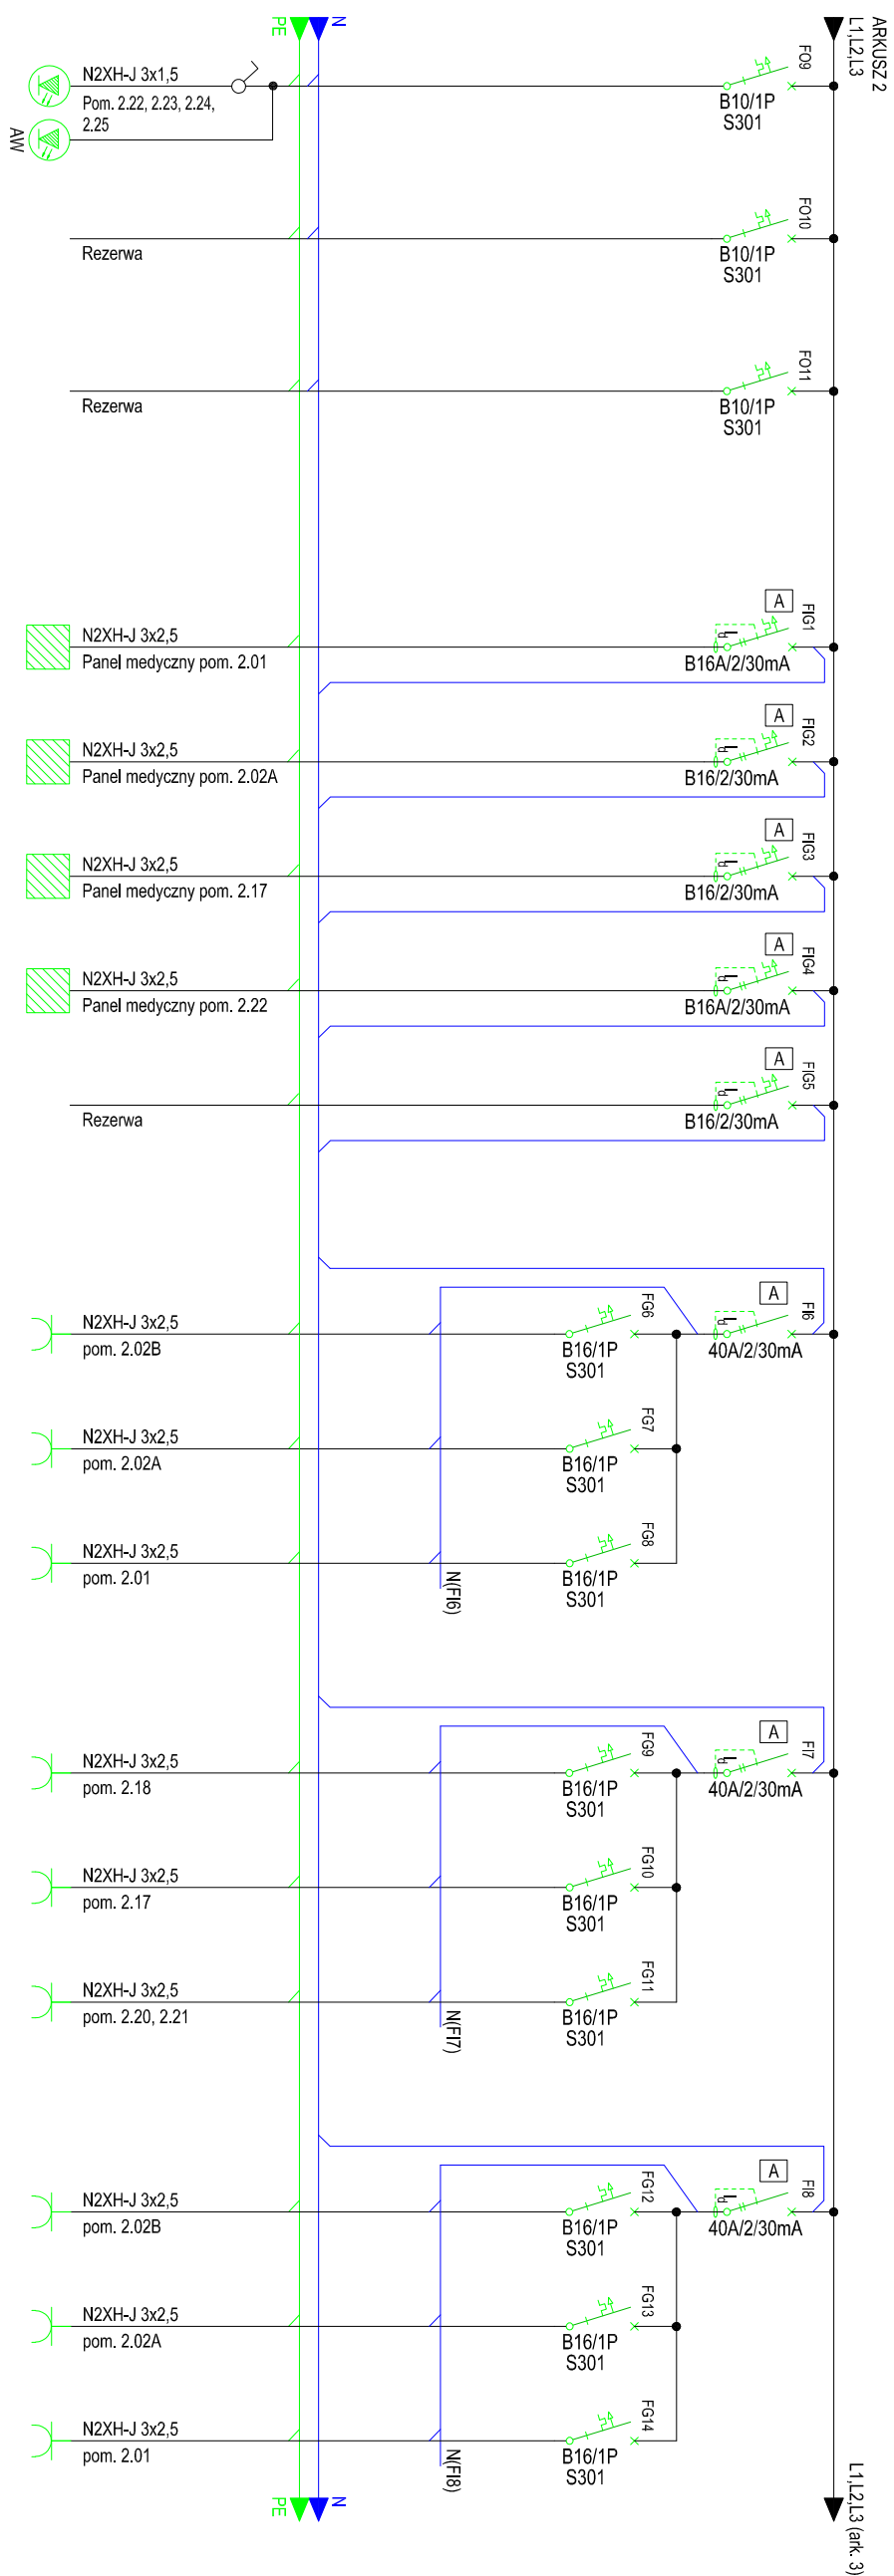 ARKUSZ 2
L1,L2,L3
N
PE
FO9
B10/1P
S301
N2XH-J 3x1,5
Pom. 2.22, 2.23, 2.24,
2.25
AW
FO10
B10/1P
S301
Rezerwa
FO11
B10/1P
S301
Rezerwa
A
FIG1
Id
B16A/2/30mA
N2XH-J 3x2,5
Panel medyczny pom. 2.01
A
FIG2
Id
B16/2/30mA
N2XH-J 3x2,5
Panel medyczny pom. 2.02A
A
FIG3
Id
B16/2/30mA
N2XH-J 3x2,5
Panel medyczny pom. 2.17
A
FIG4
Id
B16A/2/30mA
N2XH-J 3x2,5
Panel medyczny pom. 2.22
A
FIG5
Id
B16/2/30mA
Rezerwa
A
FI6
Id
40A/2/30mA
FG6
B16/1P
S301
N2XH-J 3x2,5
pom. 2.02B
FG7
B16/1P
S301
N2XH-J 3x2,5
pom. 2.02A
FG8
B16/1P
S301
N2XH-J 3x2,5
pom. 2.01
N(FI6)
A
FI7
Id
40A/2/30mA
FG9
B16/1P
S301
N2XH-J 3x2,5
pom. 2.18
FG10
B16/1P
S301
N2XH-J 3x2,5
pom. 2.17
FG11
B16/1P
S301
N2XH-J 3x2,5
pom. 2.20, 2.21
N(FI7)
A
FI8
Id
40A/2/30mA
FG12
B16/1P
S301
N2XH-J 3x2,5
pom. 2.02B
FG13
B16/1P
S301
N2XH-J 3x2,5
pom. 2.02A
FG14
B16/1P
S301
N2XH-J 3x2,5
pom. 2.01
N(FI8)
L1,L2,L3 (ark. 3)
N
PE